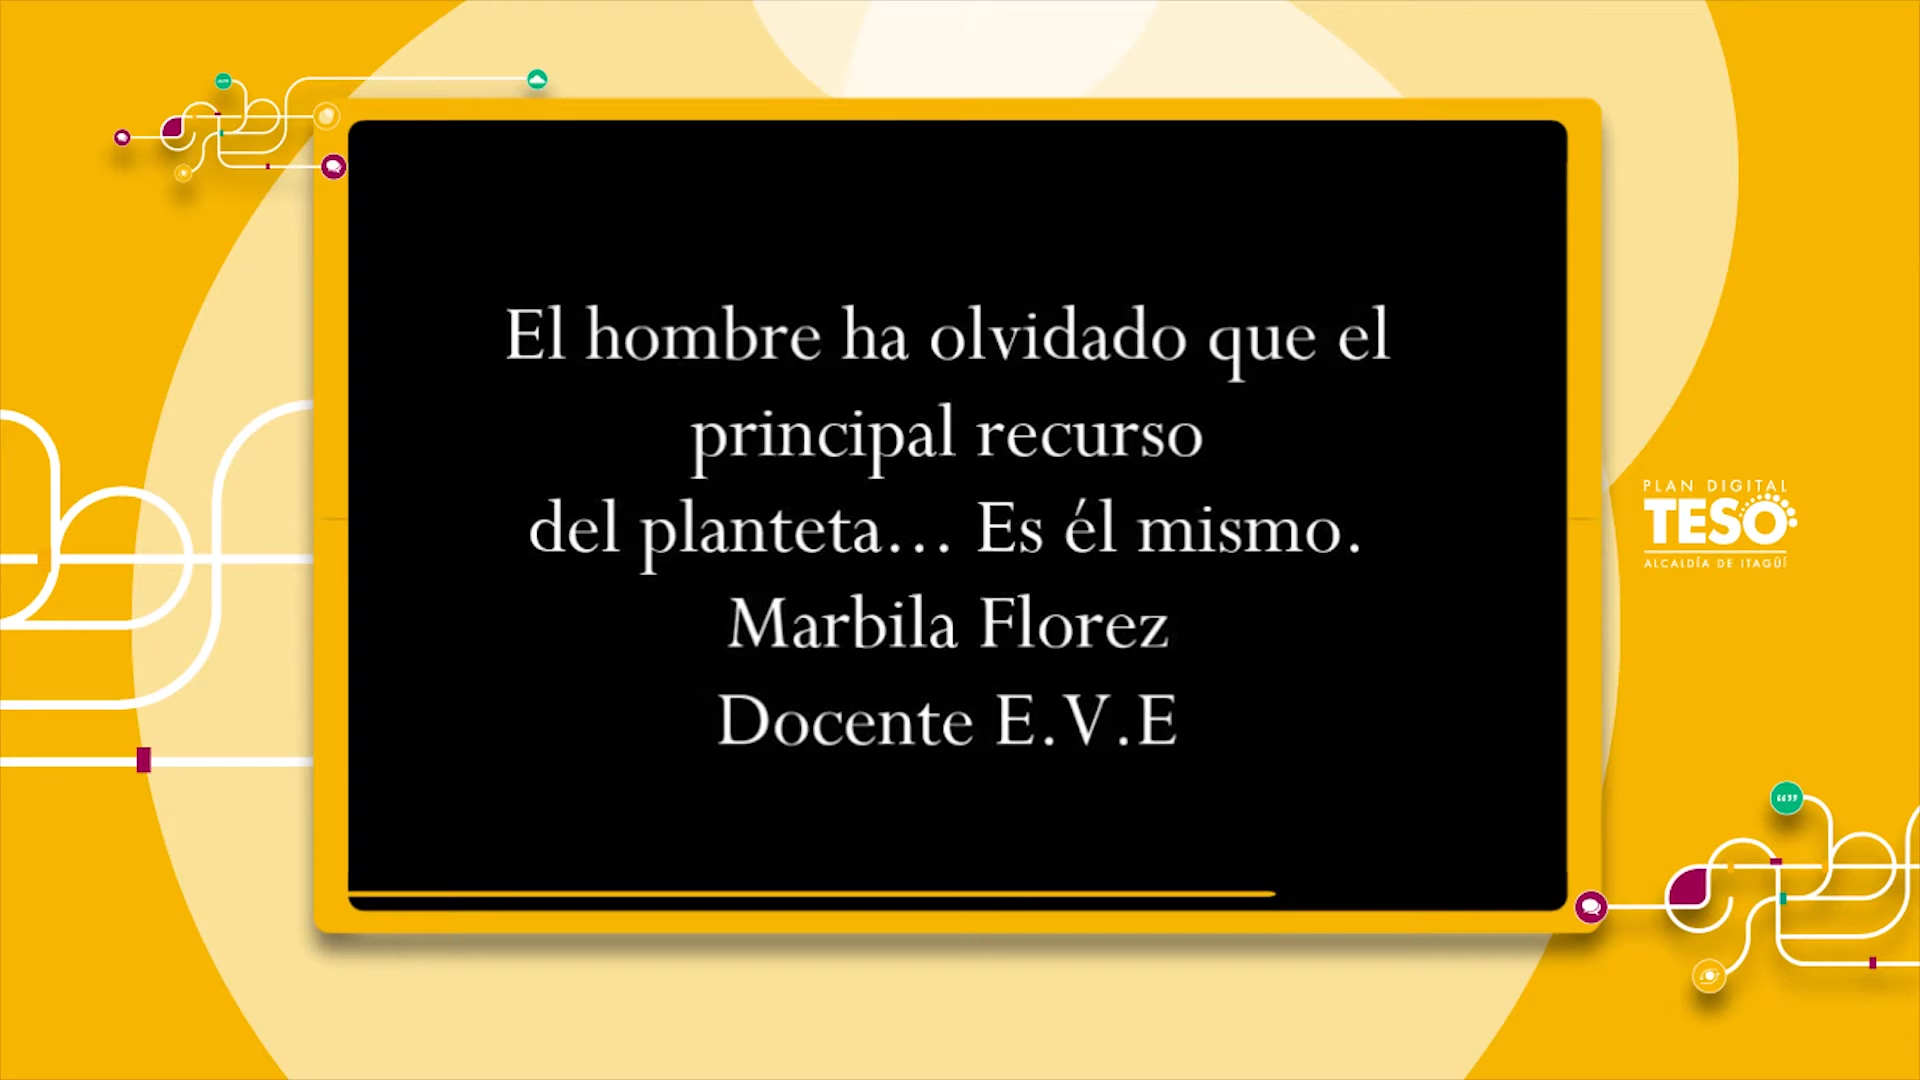 El hombre ha olvidado que el
principal recurso
del planteta... Es él mismo.
Marbila Florez
Docente E.V.E
PLAN DIGITAL
TESO
ALCALDÍA DE ITAGÜÍ